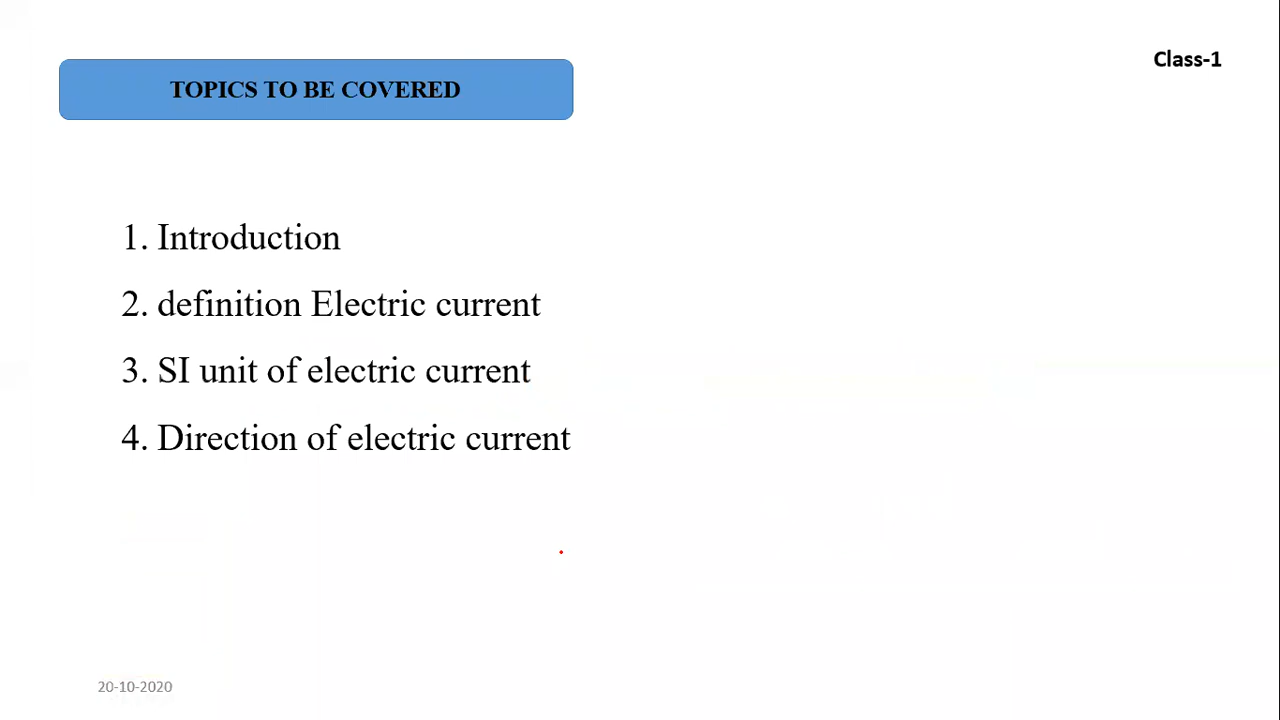 Class-1
TOPICS TO BE COVERED
1. Introduction
2. definition Electric current
3. SI unit of electric current
4. Direction of electric current
20-10-2020